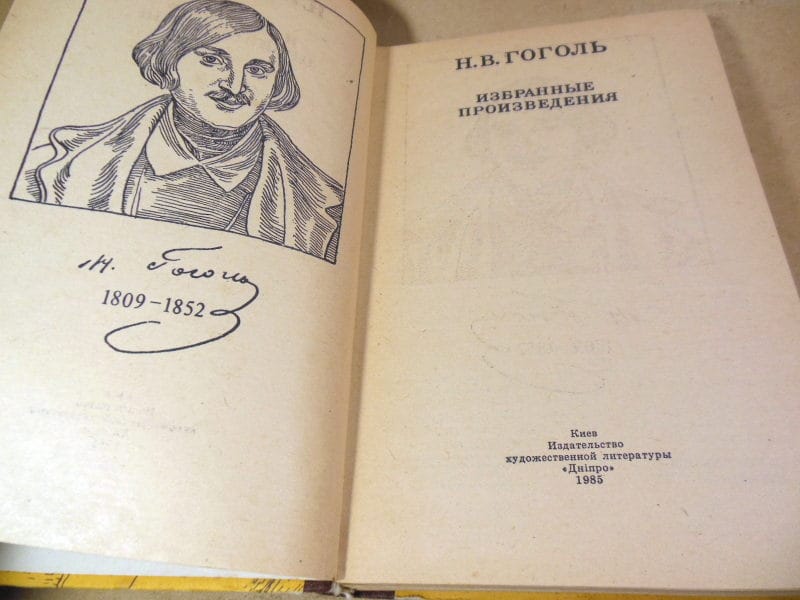 Н. Гоголь
1809–1852
Н. В. ГОГОЛЬ
ИЗБРАННЫЕ
ПРОИЗВЕДЕНИЯ
Киев
Издательство
художественной литературы
«Дніпро»
1985